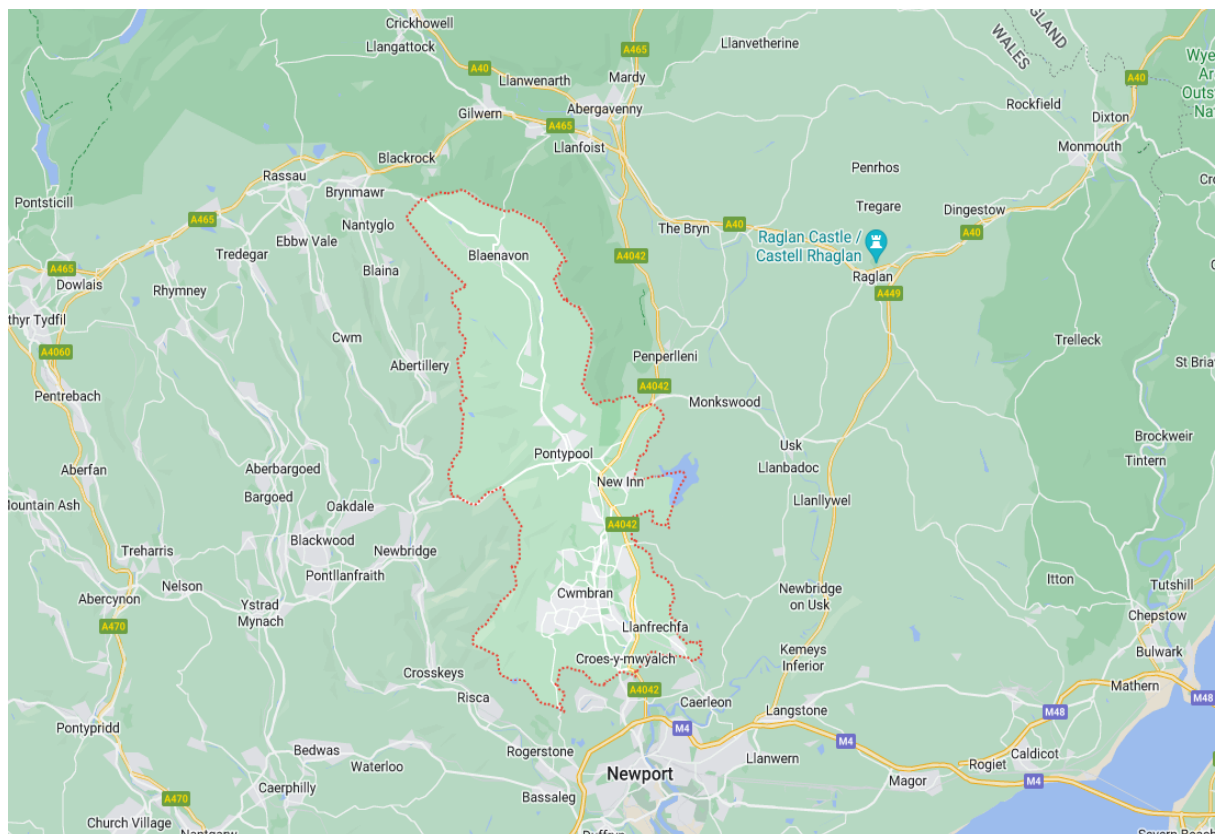 Crickhowell
Llangattock
A465
Llanvetherine
ENGLAND
WALES
A40
Llanwenarth
Mardy
A40
Gilwern
Abergavenny
Rockfield
Dixton
A465
Llanfoist
Monmouth
Blackrock
Rassau
Penrhos
Brynmawr
Pontsticill
Tregare
Dingestow
A465
Nantyglo
The Bryn
A40
A40
Ebbw Vale
Raglan Castle /
Castell Rhaglan
Tredegar
Blaenavon
A4042
A465
Blaina
Raglan
Dowlais
Rhymney
A449
Cwm
Trelleck
A4060
Abertillery
Penperlleni
Pentrebach
A4042
Monkswood
Brockweir
Usk
Pontypool
Tintern
Aberfan
Aberbargoed
Llanbadoc
New Inn
Bargoed
Llanllywel
Oakdale
A4042
Blackwood
Newbridge
Treharris
Pontllanfraith
Itton
Nelson
Tutshill
Cwmbran
Newbridge
on Usk
Abercynon
Ystrad
Mynach
Chepstow
A470
Llanfrechfa
Kemeys
Inferior
Bulwark
Croes-y-mwyalch
Crosskeys
Mathern
A4042
Risca
Caerleon
M48
Langstone
M48
Pontypridd
M4
M4
Bedwas
Rogerstone
Caldicot
Waterloo
Llanwern
Rogiet
Newport
Magor
M4
Caerphilly
Bassaleg
A470
Church Village